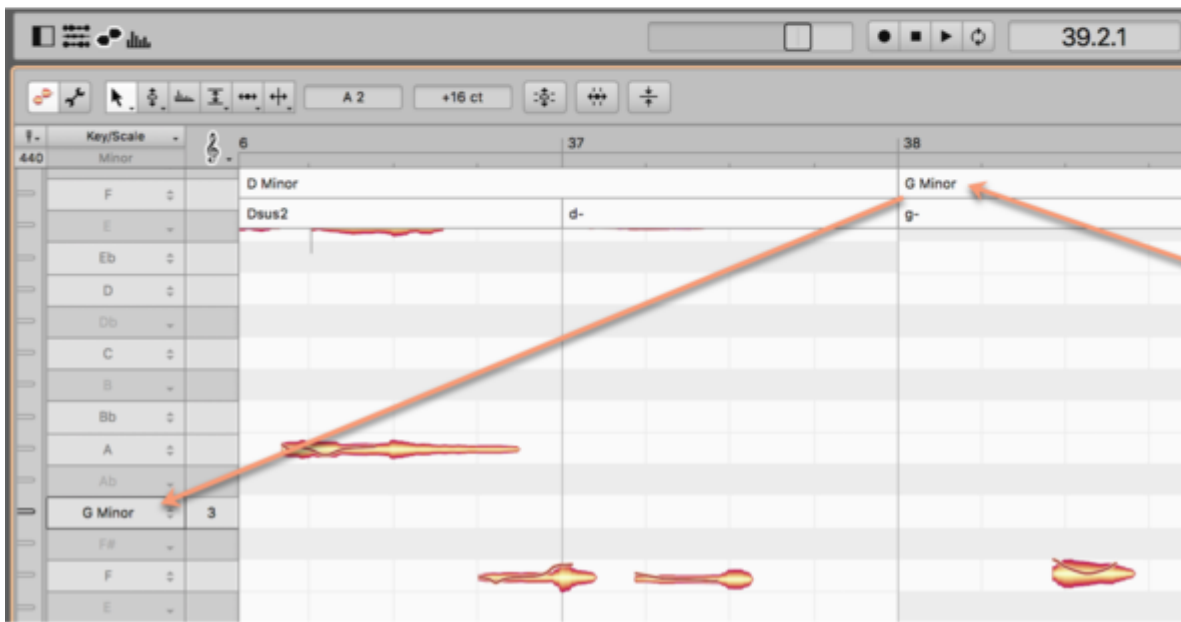 39.2.1
A 2 +16 ct
Key/Scale 6 37 38
440 Minor
D Minor G Minor
F
Dsus2 d- g-
E
Eb
D
Db
C
B
Bb
A
Ab
G Minor 3
F#
F
E